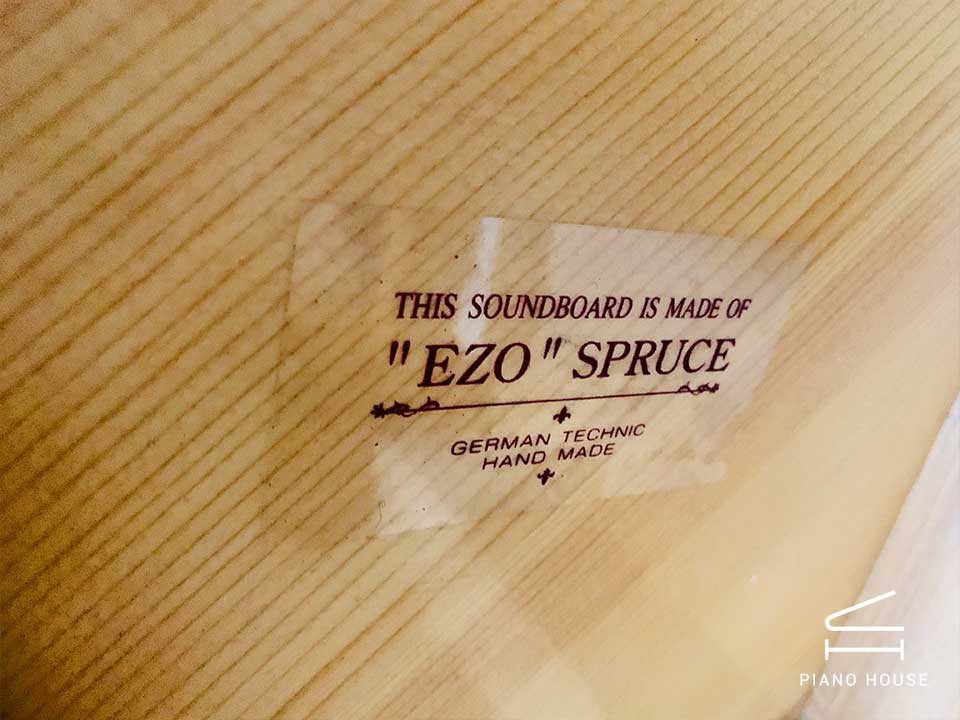 THIS SOUNDBOARD IS MADE OF
"EZO" SPRUCE
GERMAN TECHNIC
HAND MADE
PIANO HOUSE